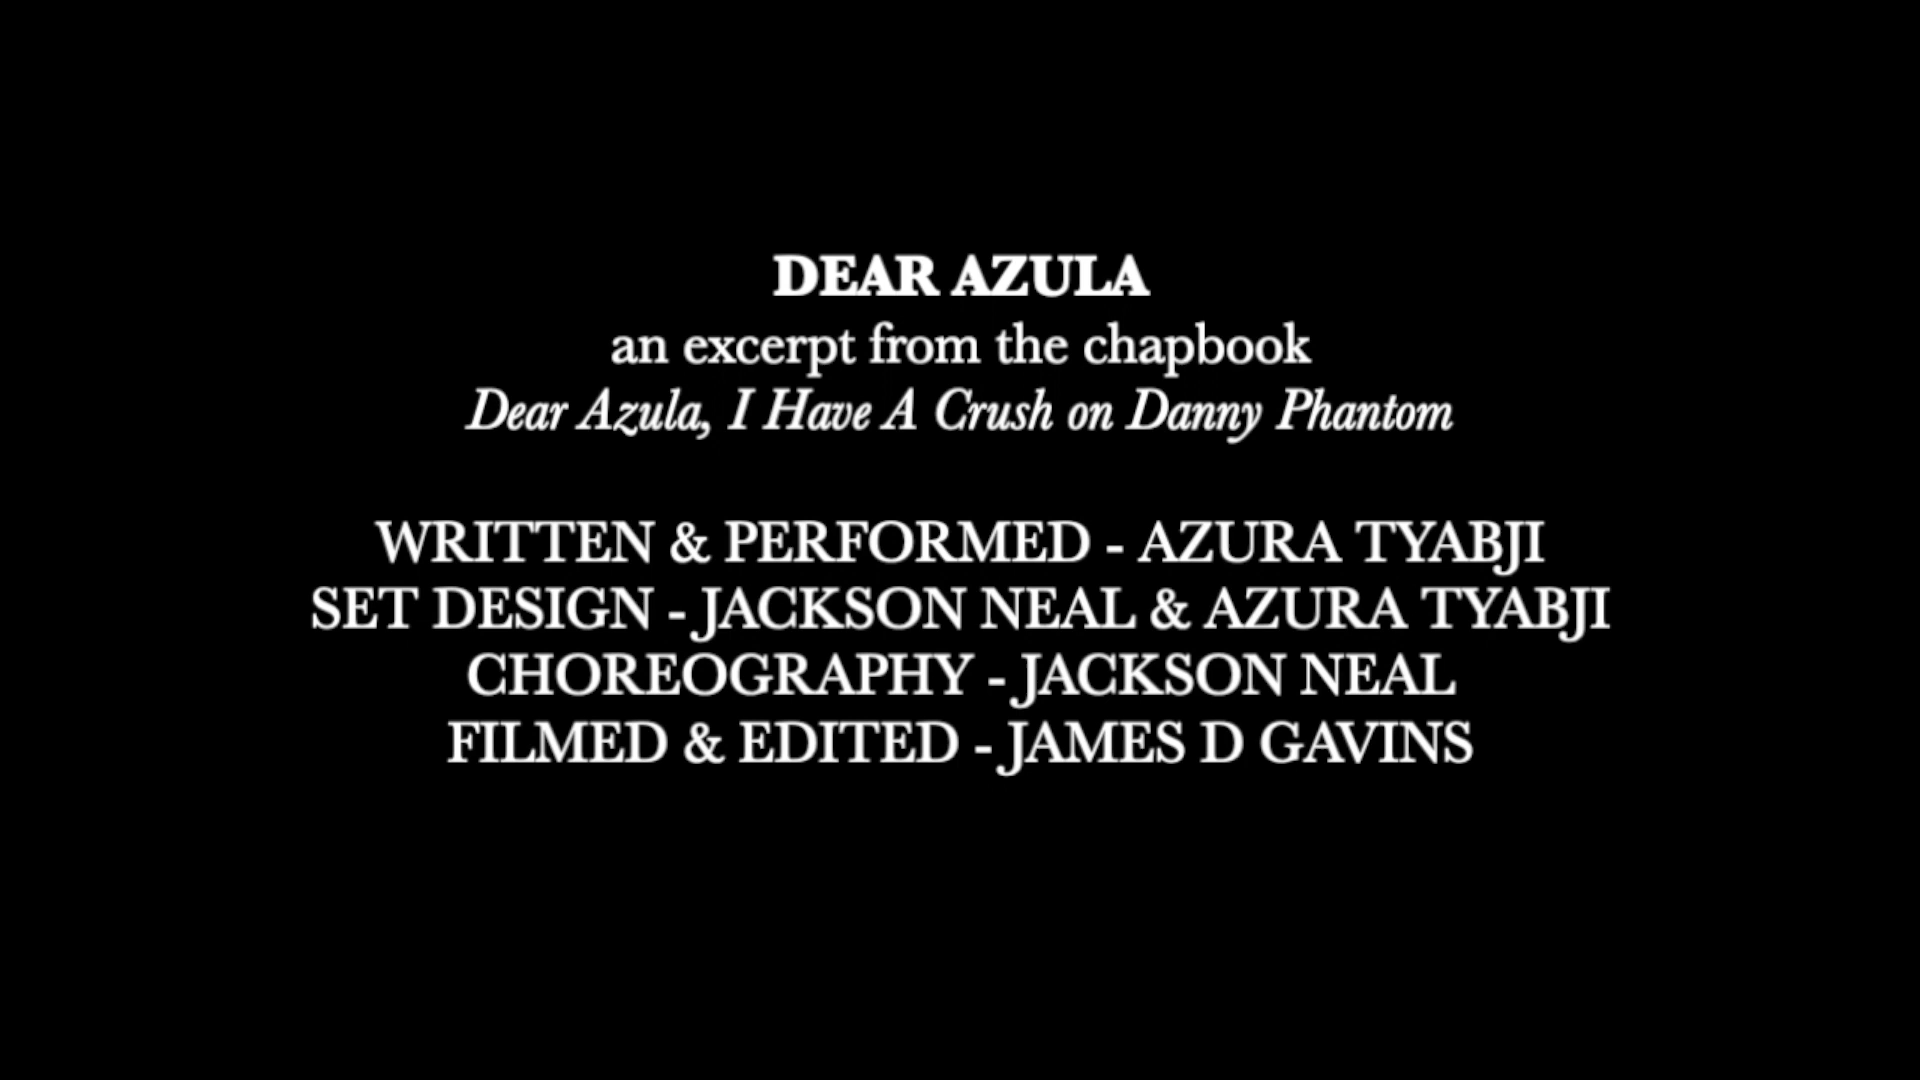 DEAR AZULA
an excerpt from the chapbook
Dear Azula, I Have A Crush on Danny Phantom
WRITTEN & PERFORMED - AZURA TYABJI
SET DESIGN - JACKSON NEAL & AZURA TYABJI
CHOREOGRAPHY - JACKSON NEAL
FILMED & EDITED - JAMES D GAVINS